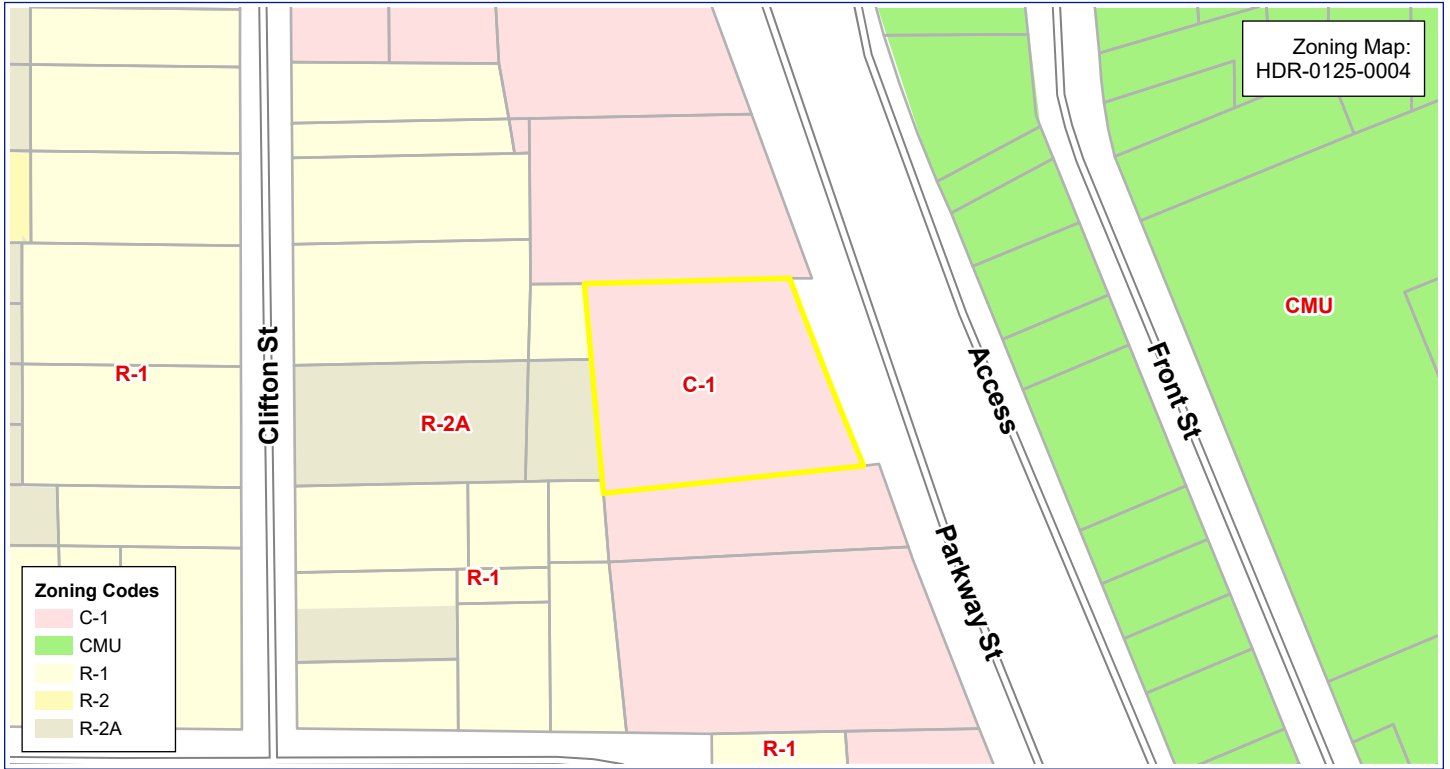 Zoning Map:
HDR-0125-0004
CMU
R-1
Clifton St
C-1
R-2A
Access
Front St
Parkway St
R-1
R-1
Zoning Codes
C-1
CMU
R-1
R-2
R-2A